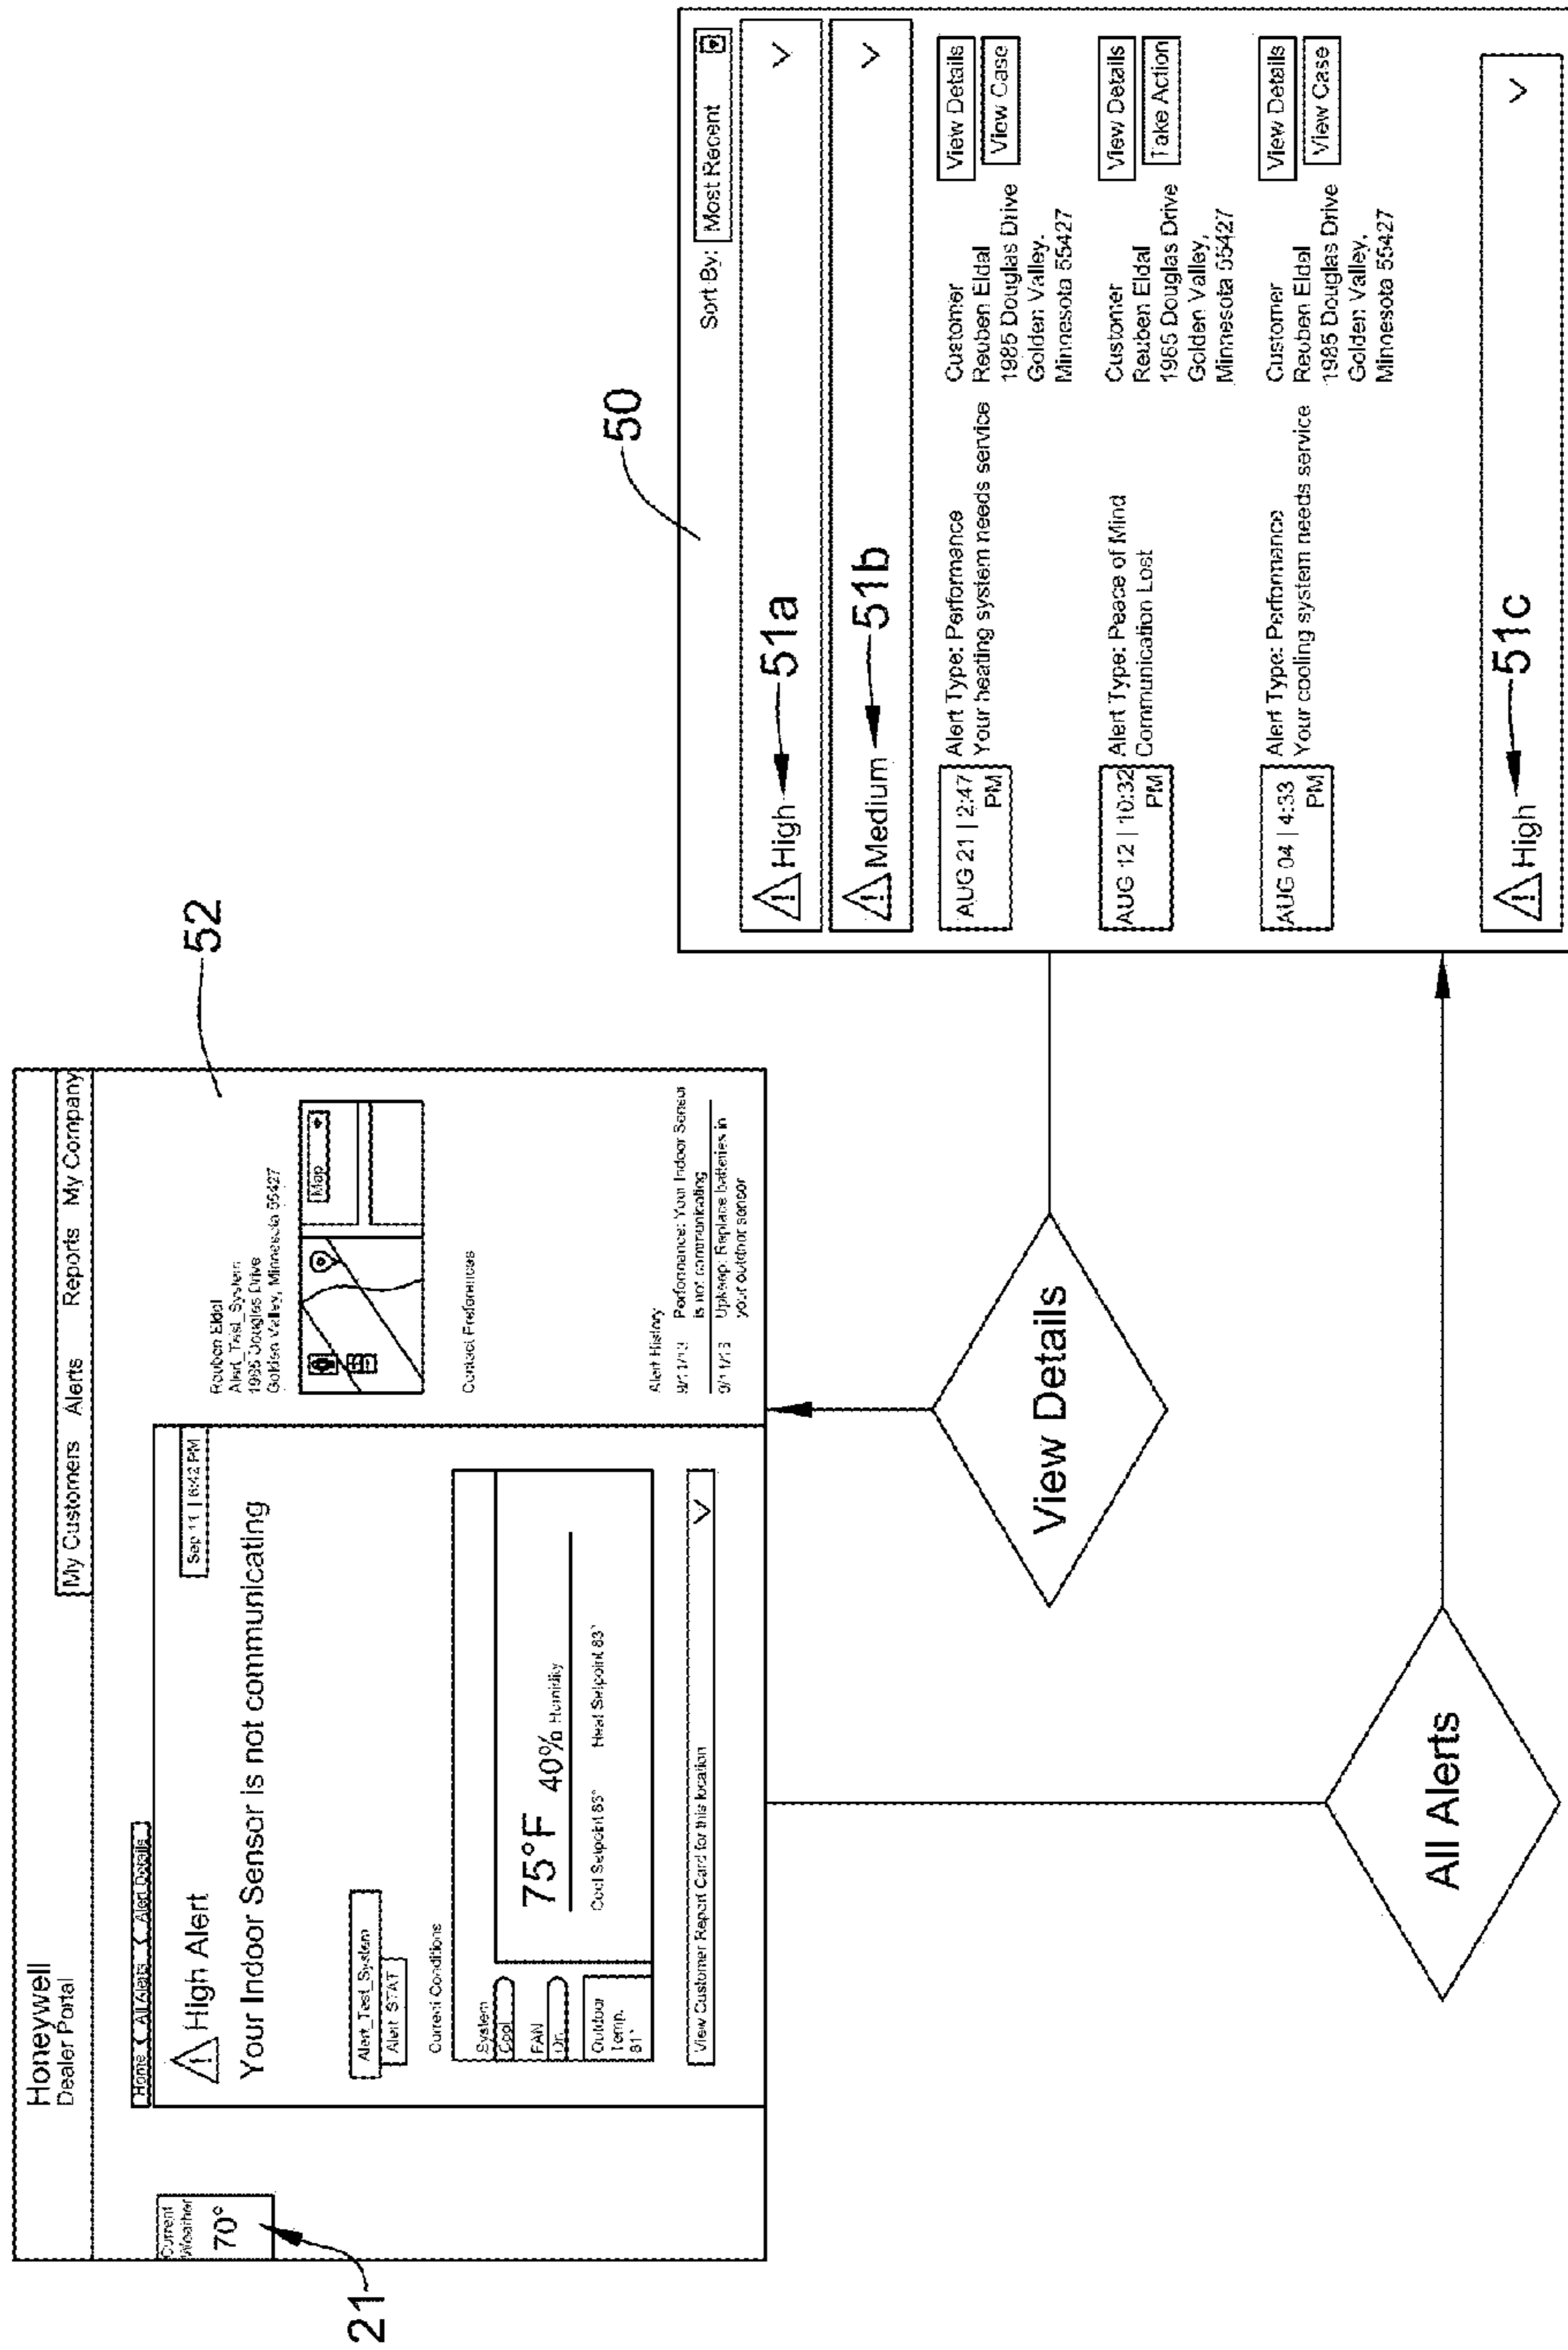 Honeywell
Dealer Portal
My Customers Alerts Reports My Company
Current
Weather
70°
21
Home All Alerts Alert Details
High Alert
Sep 11 | 6:42 PM
Your Indoor Sensor is not communicating
Alert_Test_System
Alert STAT
Current Conditions
System
Cool
FAN
On
Outdoor
Temp.
81°
75°F 40% Humidity
Cool Setpoint 85° Heat Setpoint 63°
View Customer Report Card for this location
52
Reuben Eldal
Alert_Test_System
1985 Douglas Drive
Golden Valley, Minnesota 55427
Map
Contact Preferences
Alert History
9/11/13 Performance: Your Indoor Sensor
is not communicating
9/11/13 Upkeep: Replace batteries in
your outdoor sensor
View Details
All Alerts
50
Sort By: Most Recent
High 51a
Medium 51b
AUG 21 | 2:47
PM
Alert Type: Performance
Your heating system needs service
Customer
Reuben Eldal
1985 Douglas Drive
Golden Valley.
Minnesota 55427
View Details
View Case
AUG 12 | 10:32
PM
Alert Type: Peace of Mind
Communication Lost
Customer
Reuben Eldal
1985 Douglas Drive
Golden Valley,
Minnesota 55427
View Details
Take Action
AUG 04 | 4:33
PM
Alert Type: Performance
Your cooling system needs service
Customer
Reuben Eldal
1985 Douglas Drive
Golden Valley,
Minnesota 55427
View Details
View Case
High 51c